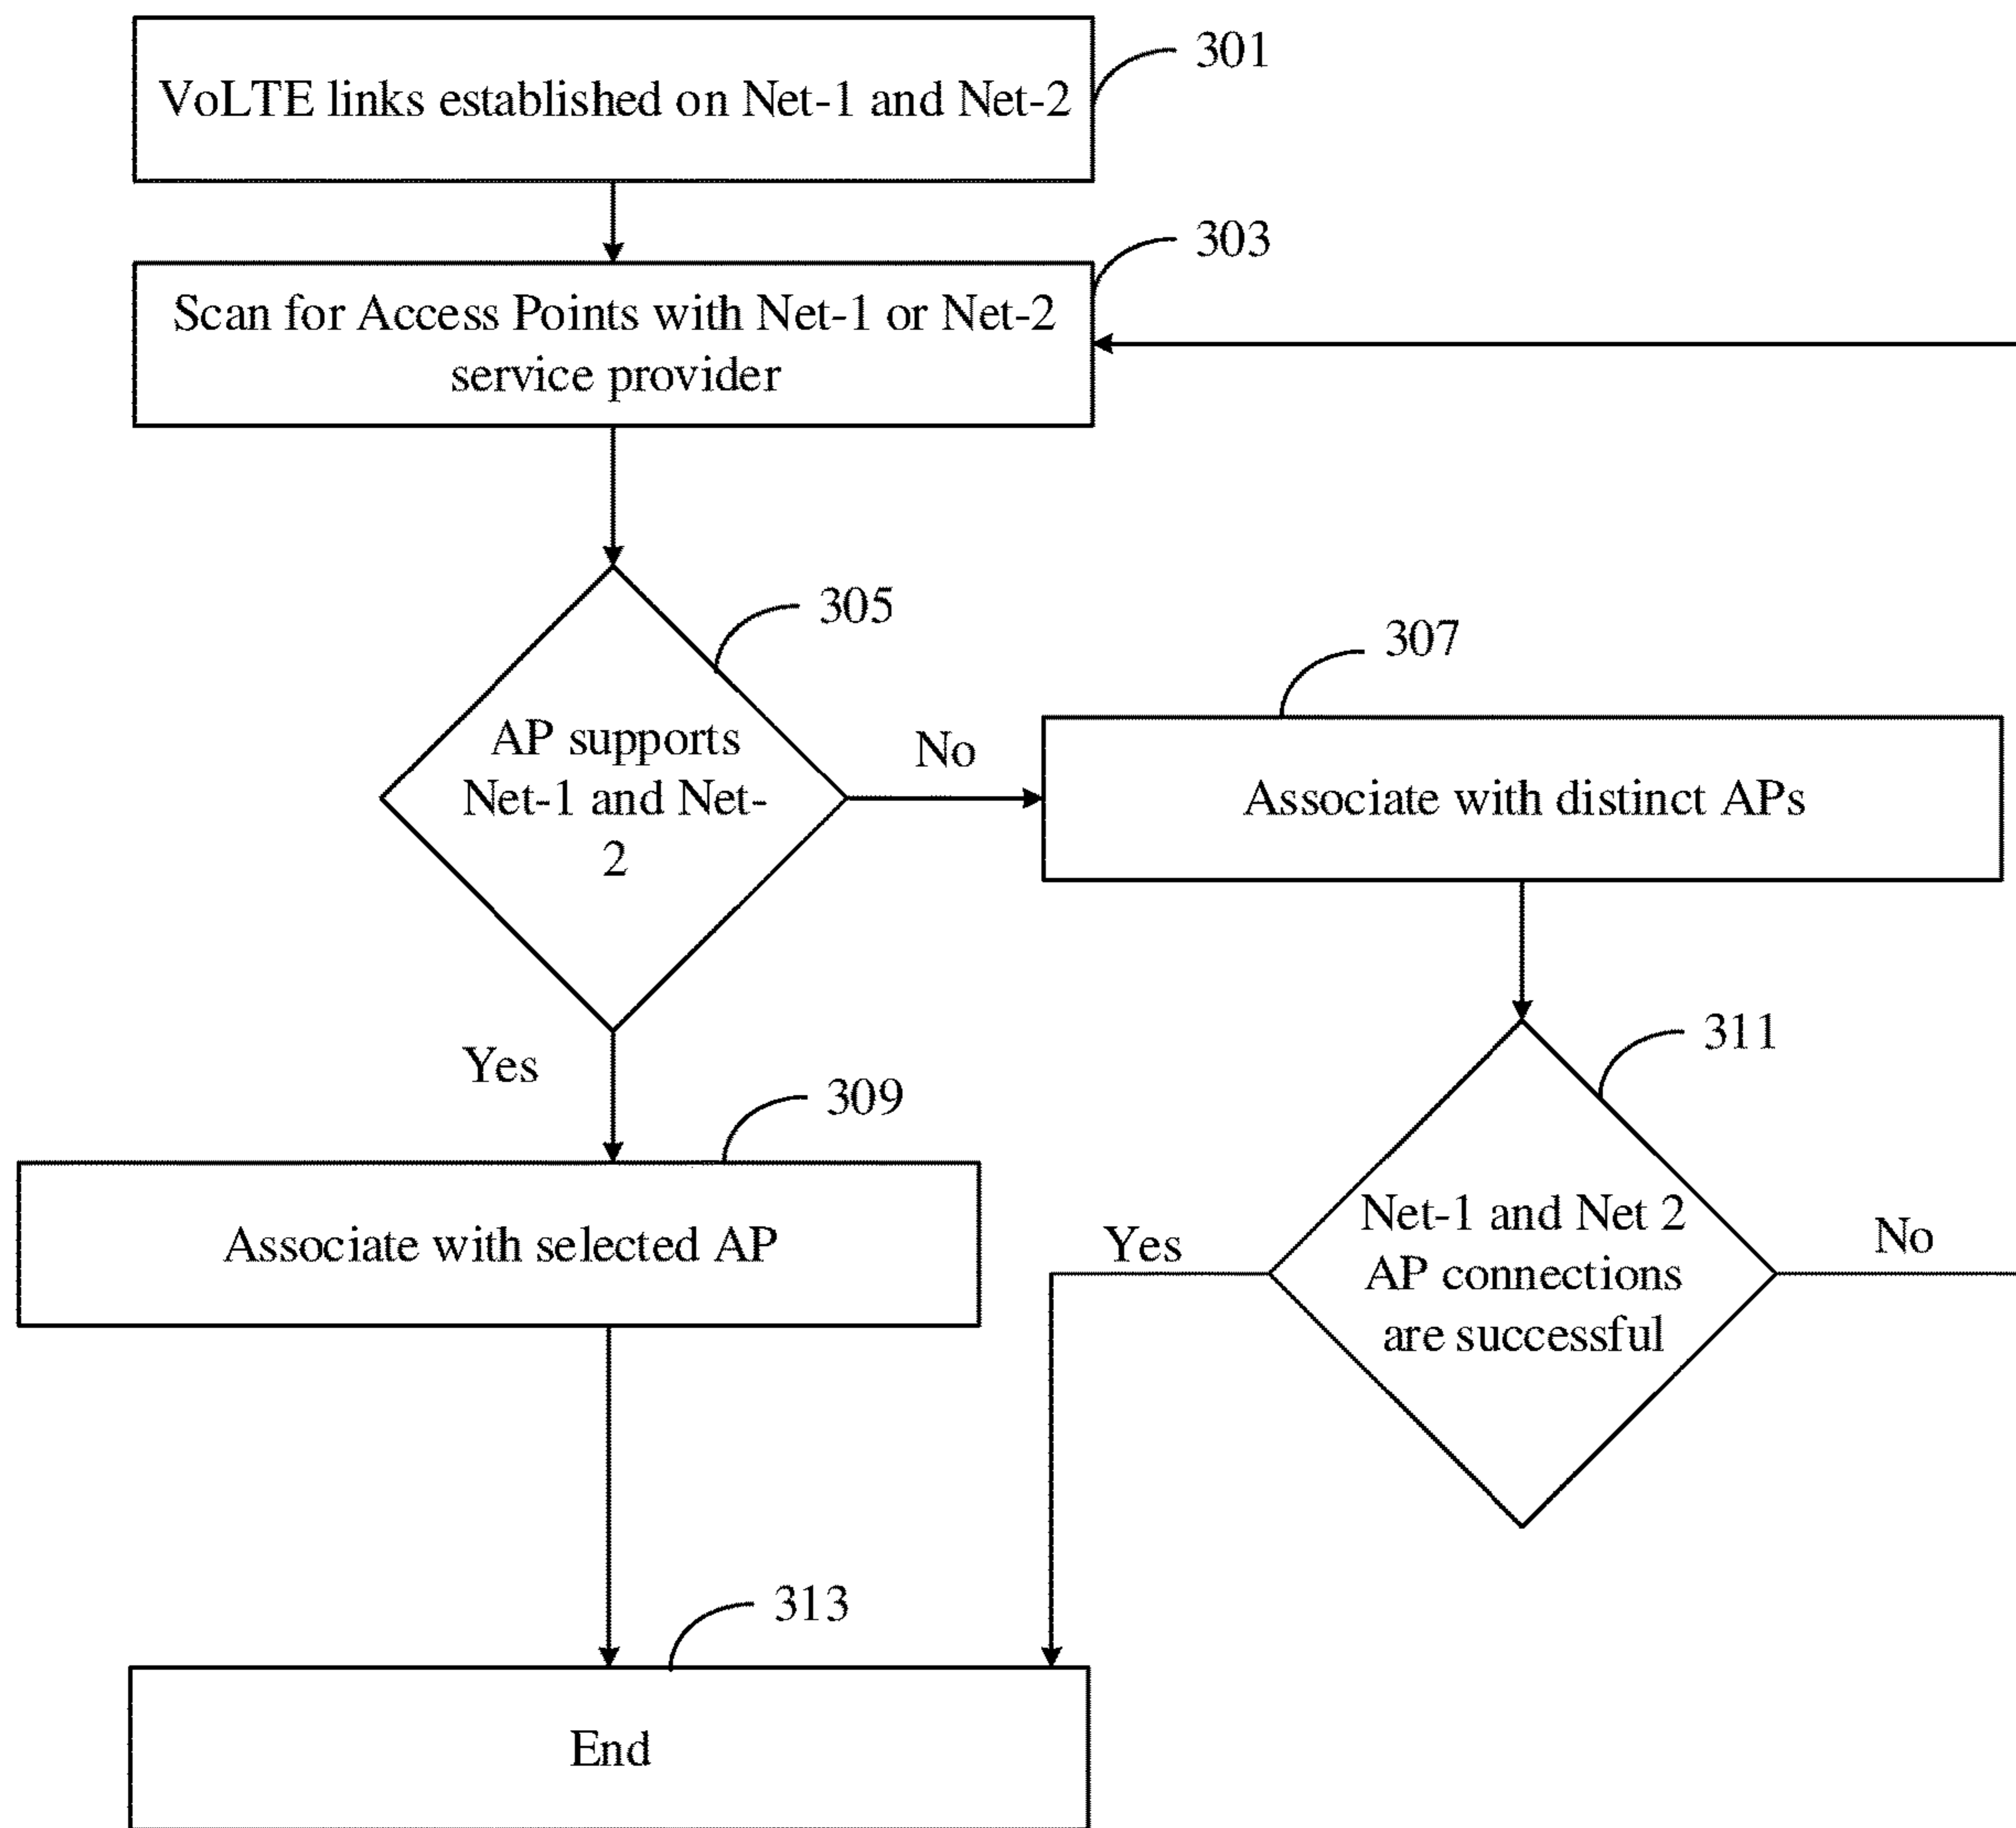 301
VoLTE links established on Net-1 and Net-2
303
Scan for Access Points with Net-1 or Net-2
service provider
305
AP supports
Net-1 and Net-
2
No
307
Associate with distinct APs
Yes
309
Associate with selected AP
311
Net-1 and Net 2
AP connections
are successful
Yes
No
313
End